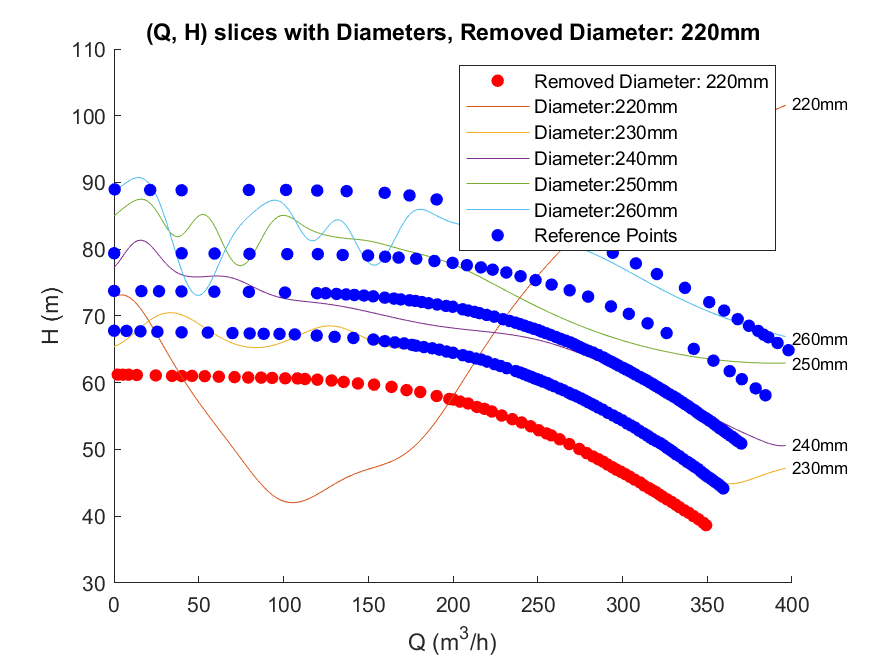 (Q, H) slices with Diameters, Removed Diameter: 220mm
110
100
90
80
70
60
50
40
30
H (m)
0
50
100
150
200
250
300
350
400
Q (m³/h)
Removed Diameter: 220mm
Diameter:220mm
Diameter:230mm
Diameter:240mm
Diameter:250mm
Diameter:260mm
Reference Points
220mm
260mm
250mm
240mm
230mm